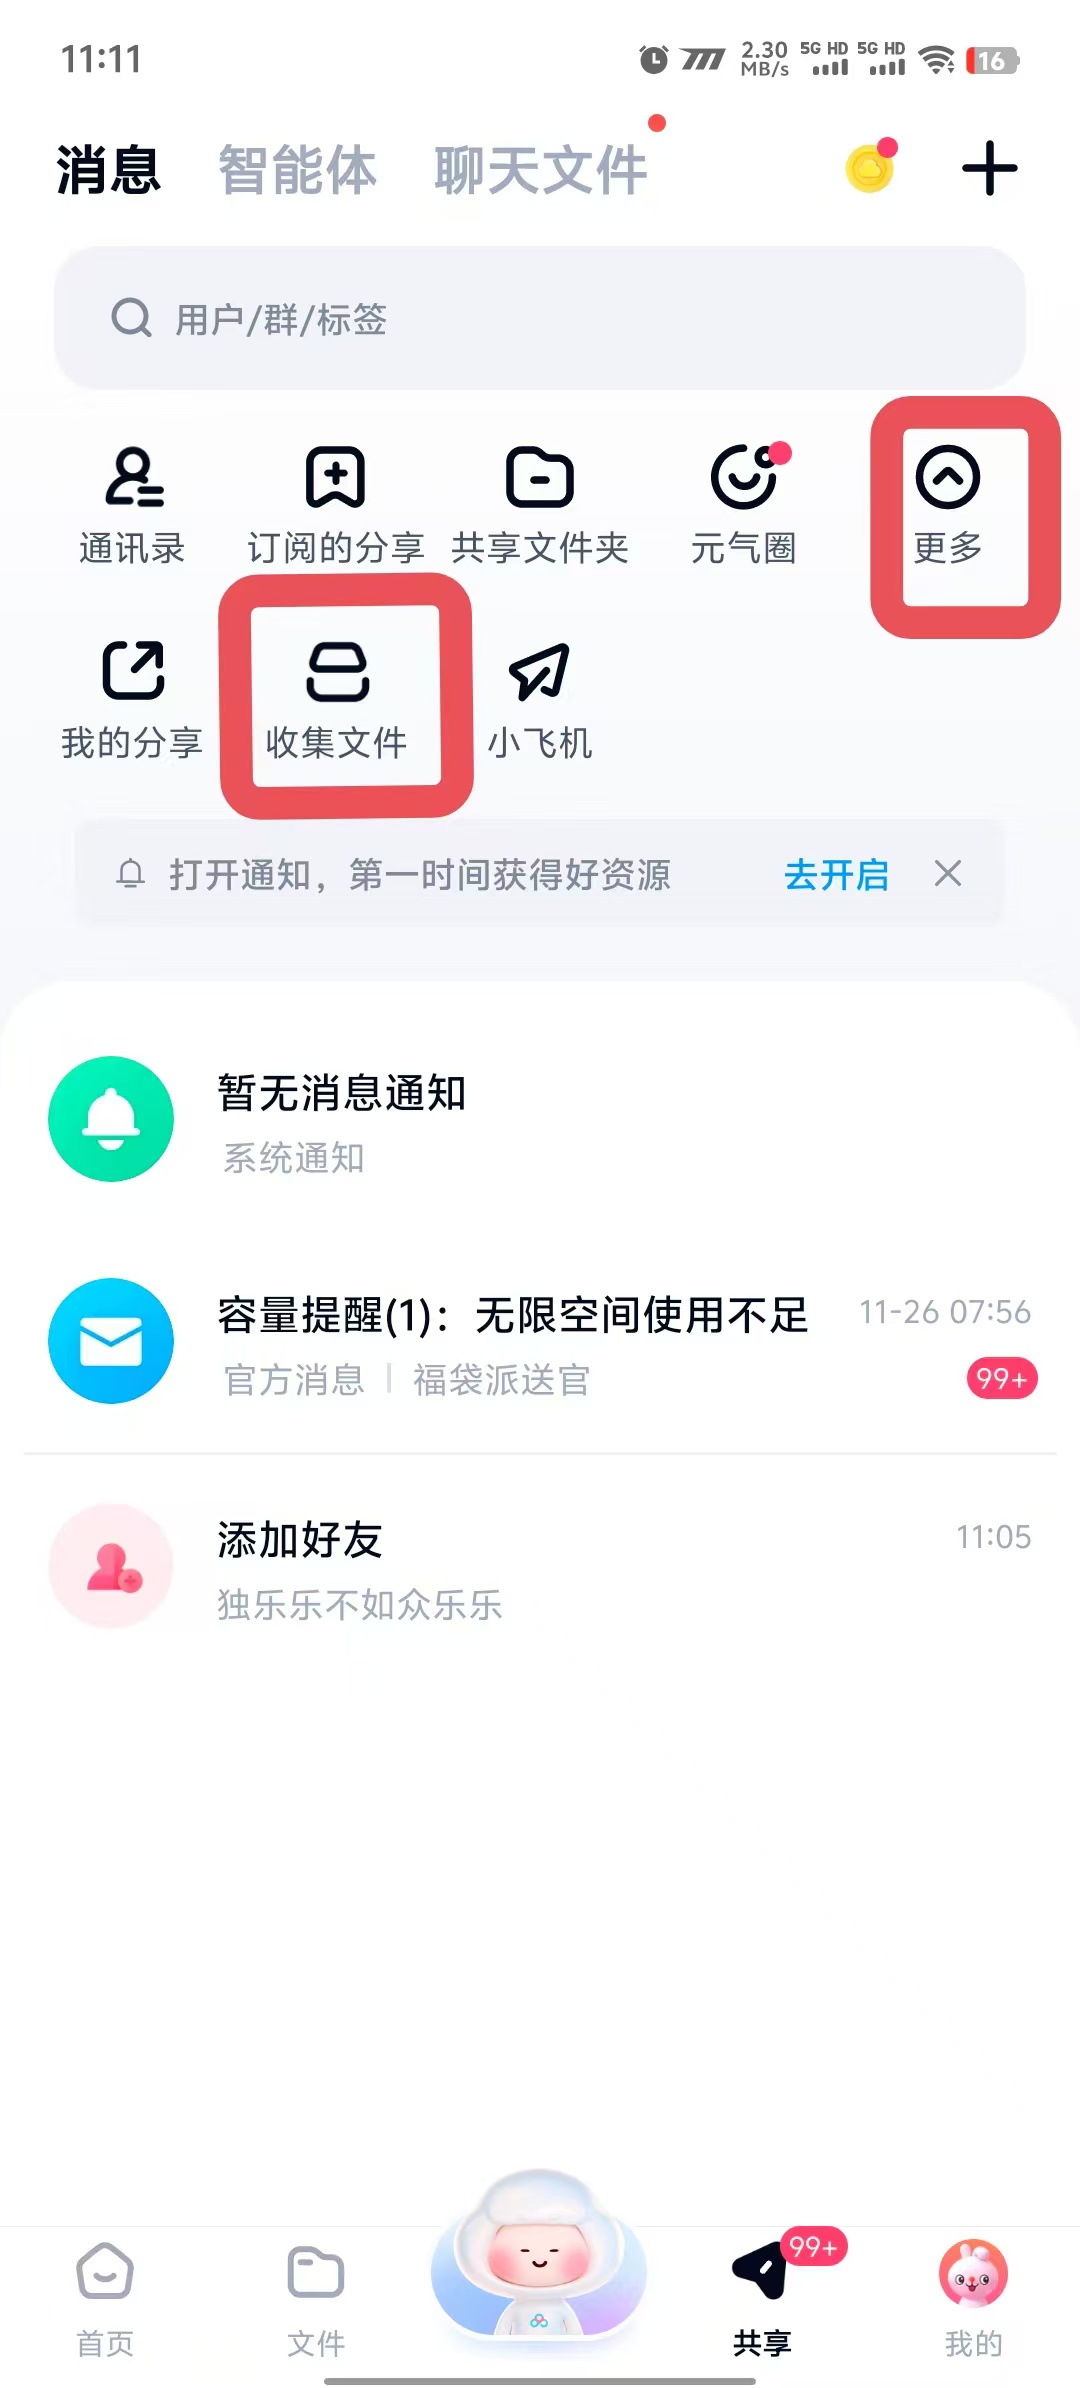 11:11
2.30 MB/s 5G HD 5G HD 16
消息 智能体 聊天文件
用户/群/标签
通讯录 订阅的分享 共享文件夹 元气圈 更多
我的分享 收集文件 小飞机
打开通知，第一时间获得好资源 去开启
暂无消息通知
系统通知
容量提醒(1)：无限空间使用不足 11-26 07:56
官方消息 | 福袋派送官 99+
添加好友 11:05
独乐乐不如众乐乐
99+
首页 文件 共享 我的